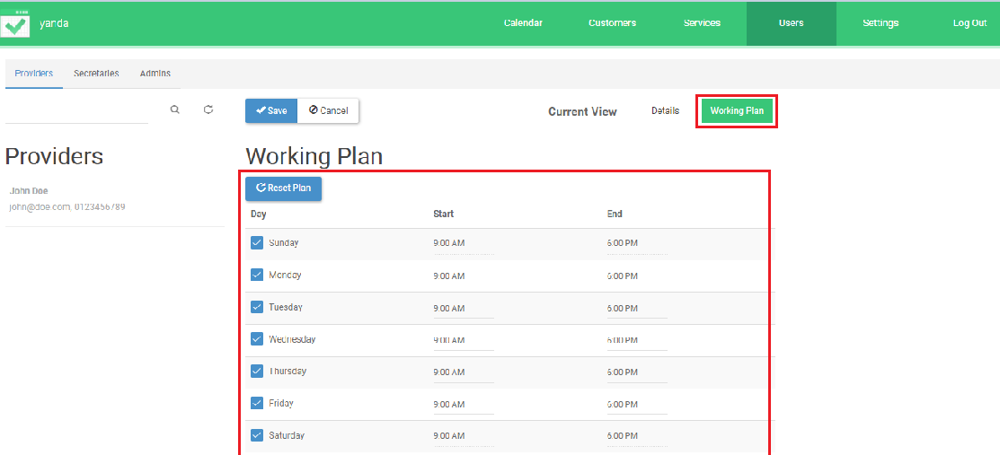 yanda Calendar Customers Services Users Settings Log Out
Providers Secretaries Admins
Save Cancel Current View Details Working Plan
Providers
John Doe
john@doe.com, 0123456789
Working Plan
Reset Plan
Day Start End
Sunday 9:00 AM 6:00 PM
Monday 9:00 AM 6:00 PM
Tuesday 9:00 AM 6:00 PM
Wednesday 9:00 AM 6:00 PM
Thursday 9:00 AM 6:00 PM
Friday 9:00 AM 6:00 PM
Saturday 9:00 AM 6:00 PM